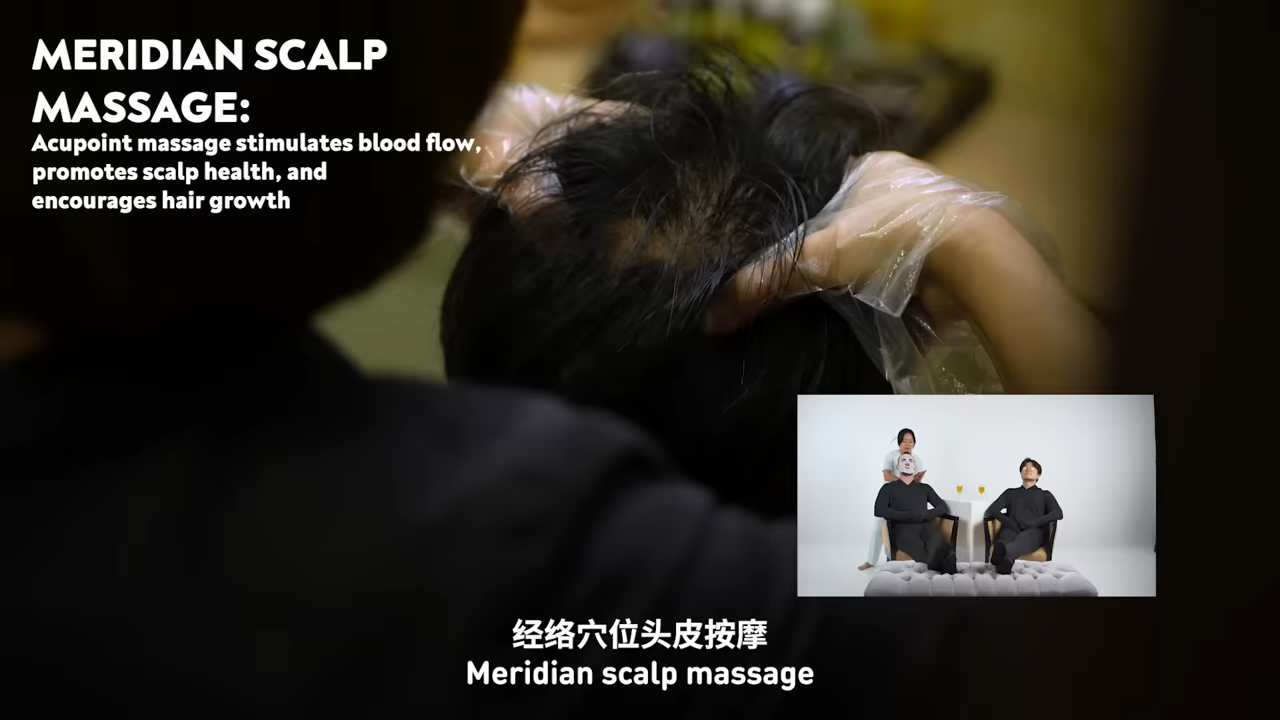 MERIDIAN SCALP
MASSAGE:
Acupoint massage stimulates blood flow,
promotes scalp health, and
encourages hair growth
经络穴位头皮按摩
Meridian scalp massage